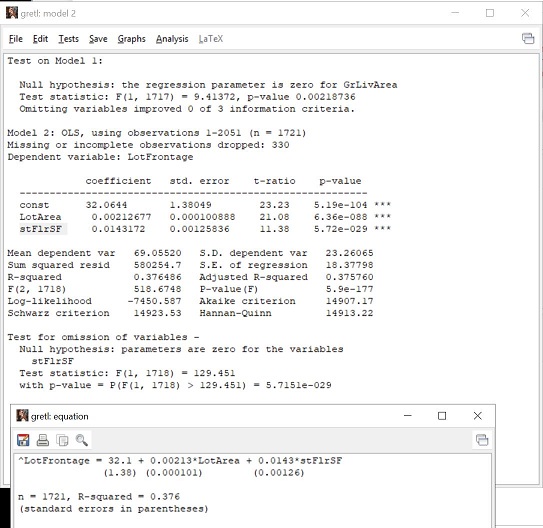 gretl: model 2
File Edit Tests Save Graphs Analysis LaTeX
Test on Model 1:
Null hypothesis: the regression parameter is zero for GrLivArea
Test statistic: F(1, 1717) = 9.41372, p-value 0.00218736
Omitting variables improved 0 of 3 information criteria.
Model 2: OLS, using observations 1-2051 (n = 1721)
Missing or incomplete observations dropped: 330
Dependent variable: LotFrontage
coefficient std. error t-ratio p-value
---------------------------------------------------------
const 32.0644 1.38049 23.23 5.19e-104 ***
LotArea 0.00212677 0.000100888 21.08 6.36e-088 ***
stFlrSF 0.0143172 0.00125836 11.38 5.72e-029 ***
Mean dependent var 69.05520 S.D. dependent var 23.26065
Sum squared resid 580254.7 S.E. of regression 18.37798
R-squared 0.376486 Adjusted R-squared 0.375760
F(2, 1718) 518.6748 P-value(F) 5.9e-177
Log-likelihood -7450.587 Akaike criterion 14907.17
Schwarz criterion 14923.53 Hannan-Quinn 14913.22
Test for omission of variables -
Null hypothesis: parameters are zero for the variables
stFlrSF
Test statistic: F(1, 1718) = 129.451
with p-value = P(F(1, 1718) > 129.451) = 5.7151e-029
gretl: equation
^LotFrontage = 32.1 + 0.00213*LotArea + 0.0143*stFlrSF
(1.38) (0.000101) (0.00126)
n = 1721, R-squared = 0.376
(standard errors in parentheses)